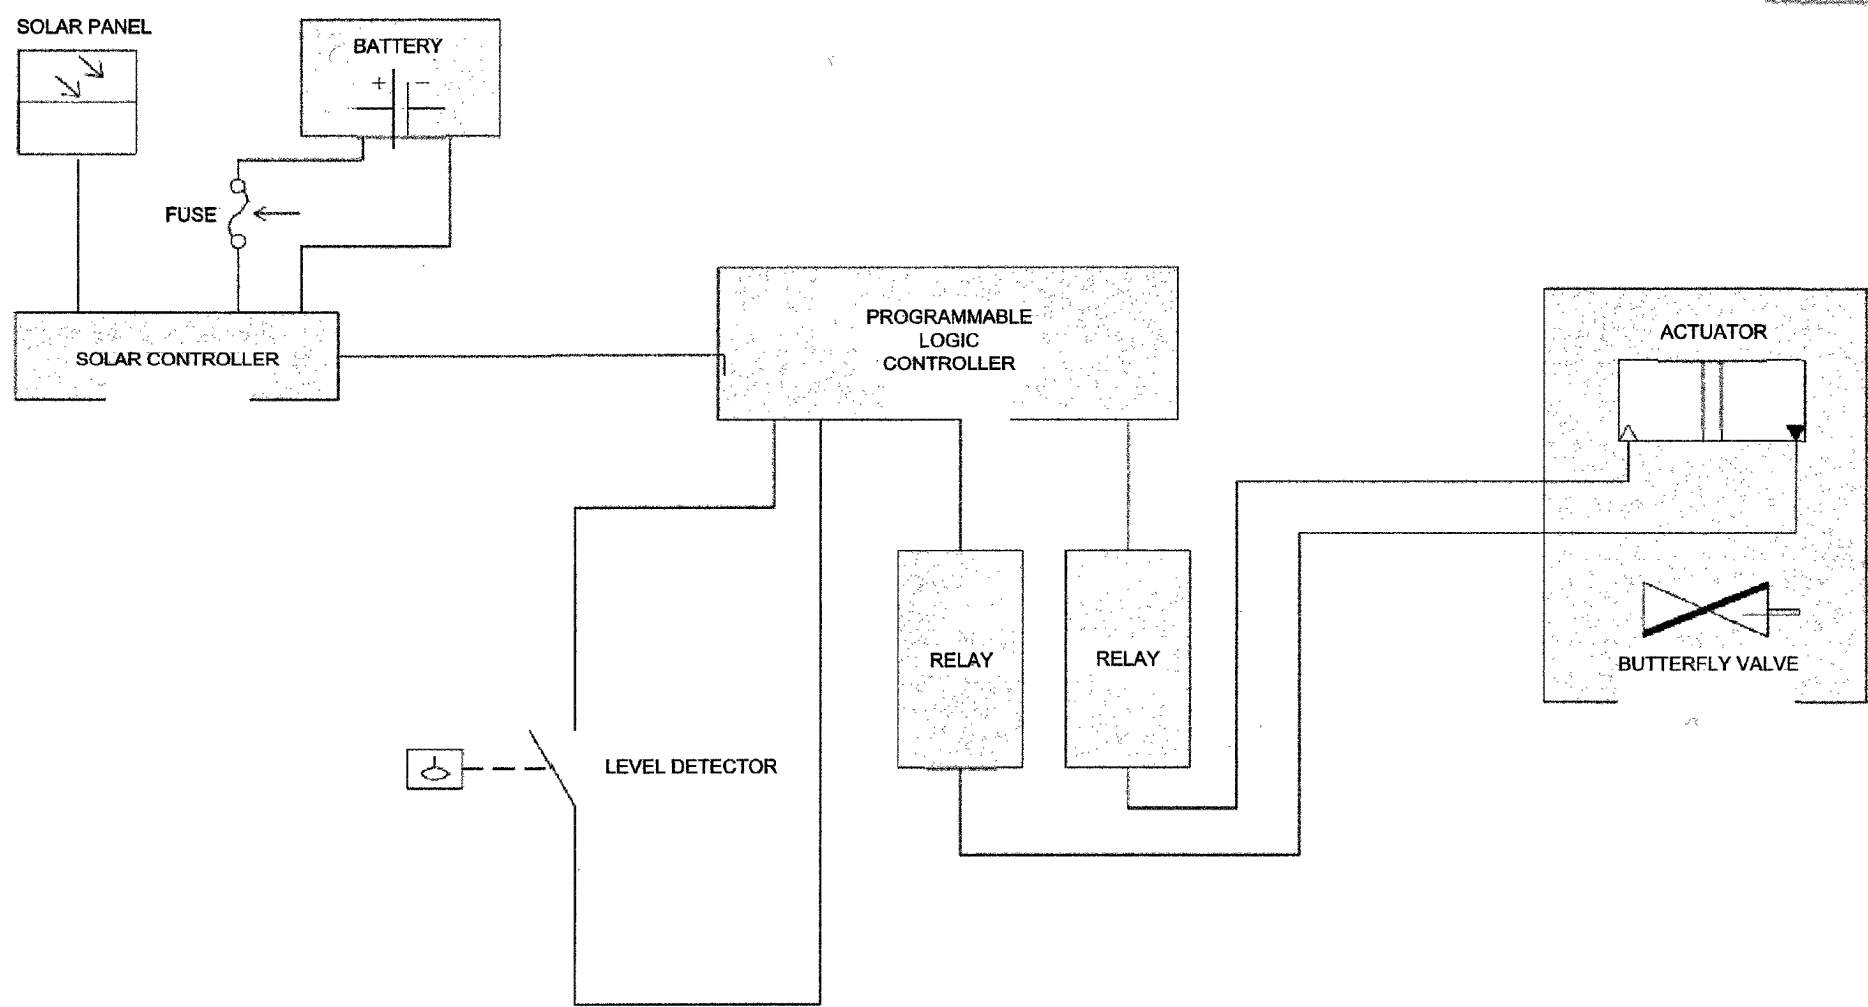 SOLAR PANEL
BATTERY
+ −
FUSE
SOLAR CONTROLLER
PROGRAMMABLE
LOGIC
CONTROLLER
ACTUATOR
RELAY
RELAY
BUTTERFLY VALVE
LEVEL DETECTOR